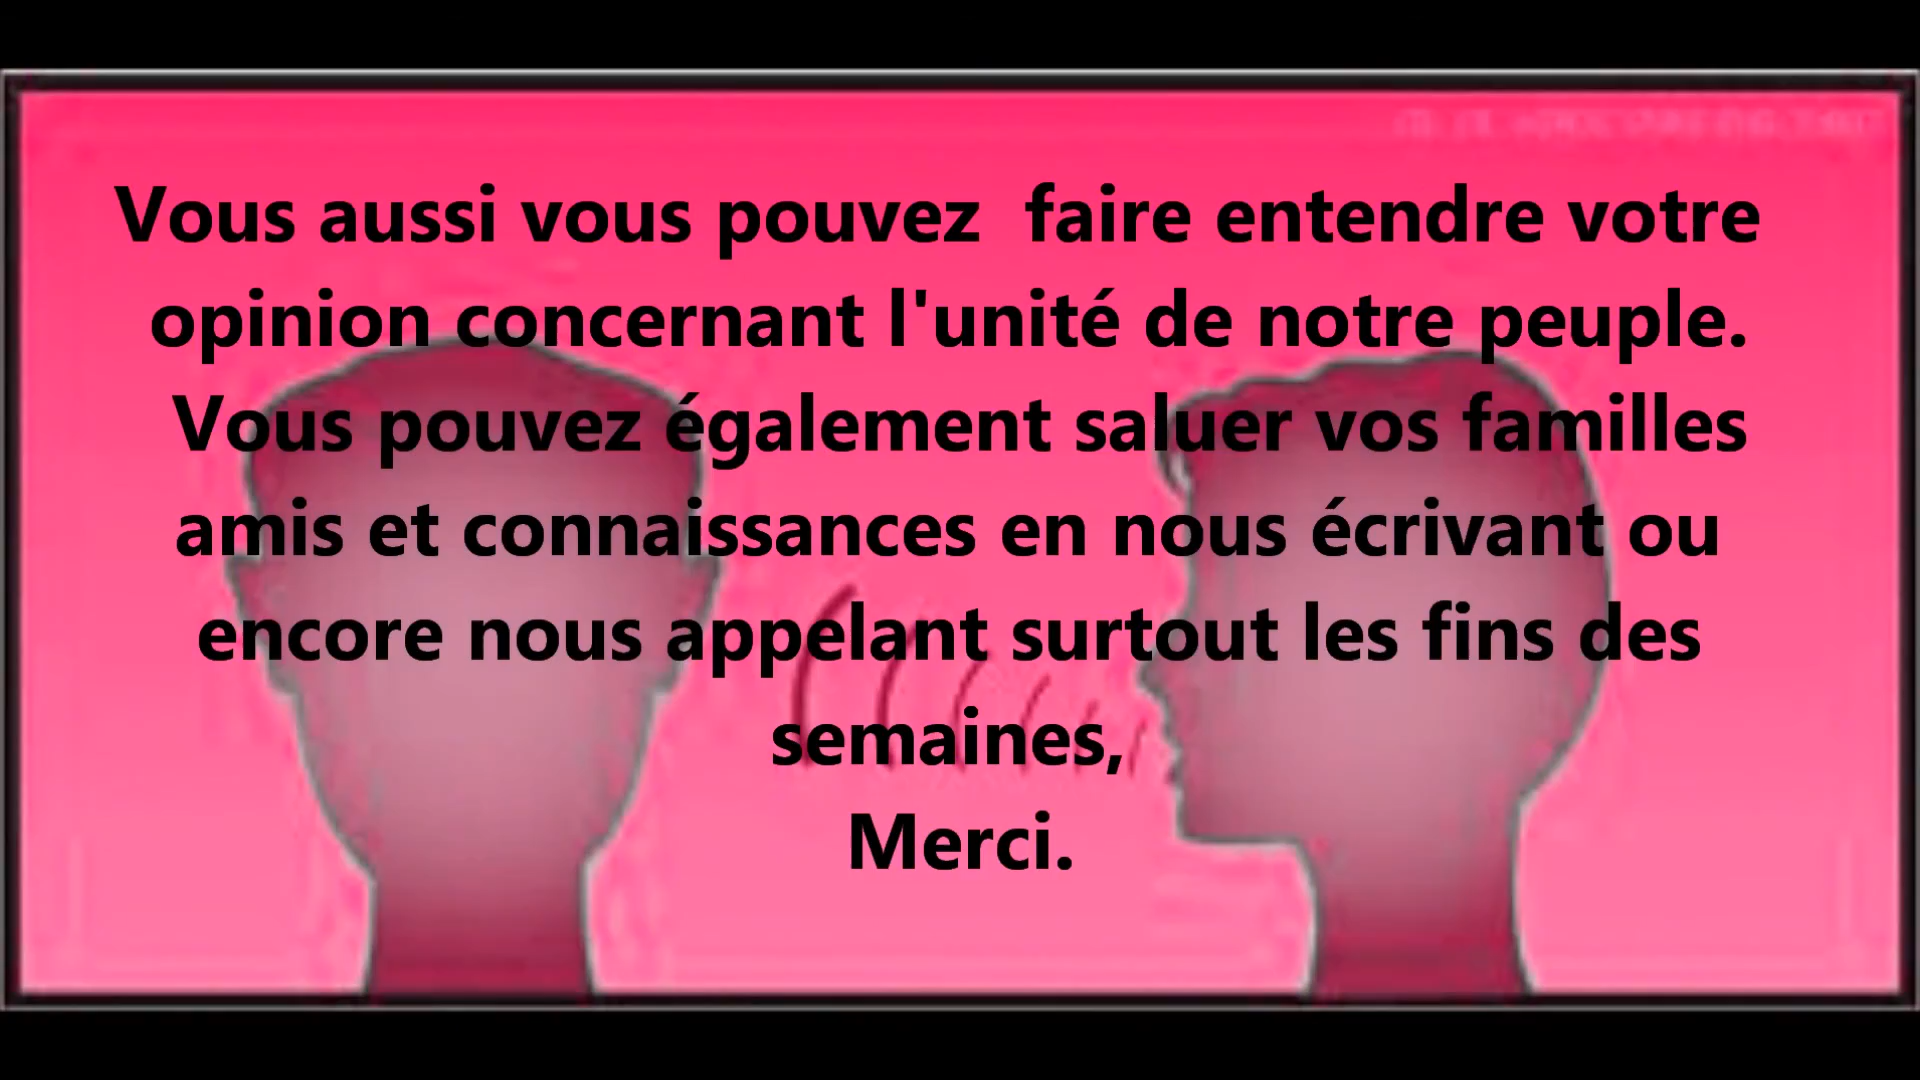 Vous aussi vous pouvez  faire entendre votre
opinion concernant l'unité de notre peuple.
Vous pouvez également saluer vos familles
amis et connaissances en nous écrivant ou
encore nous appelant surtout les fins des
semaines,
Merci.